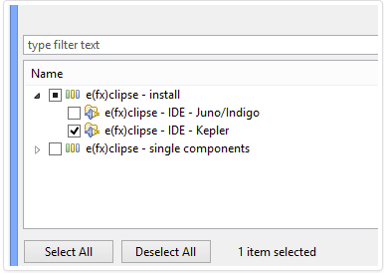 type filter text
Name
e(fx)clipse - install
e(fx)clipse - IDE - Juno/Indigo
e(fx)clipse - IDE - Kepler
e(fx)clipse - single components
Select All Deselect All 1 item selected